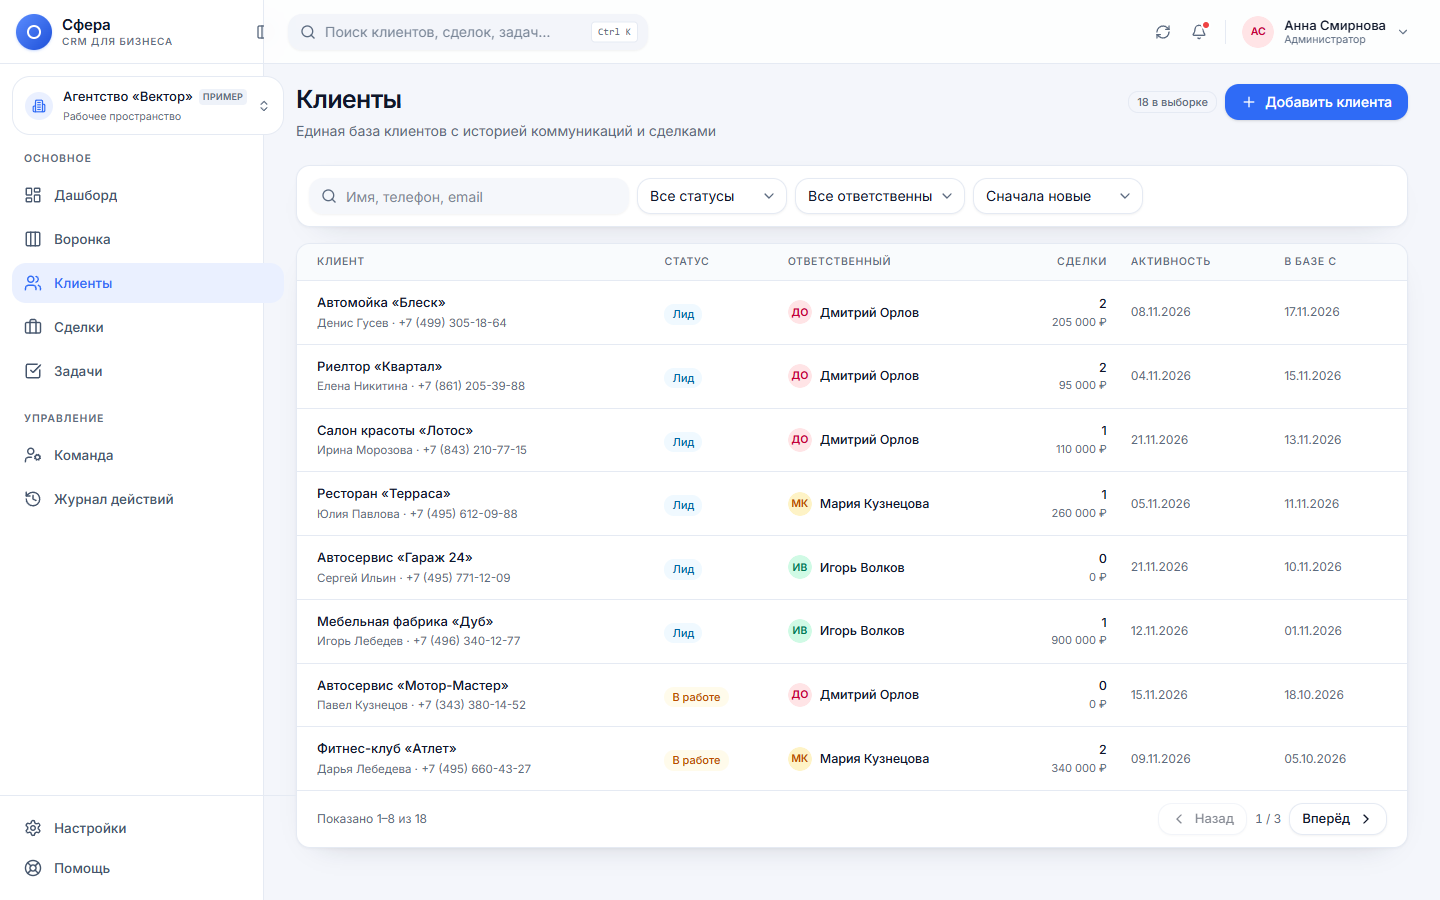 Сфера
CRM ДЛЯ БИЗНЕСА
Поиск клиентов, сделок, задач...
Ctrl K
АС
Анна Смирнова
Администратор
Агентство «Вектор»
ПРИМЕР
Рабочее пространство
ОСНОВНОЕ
Дашборд
Воронка
Клиенты
Сделки
Задачи
УПРАВЛЕНИЕ
Команда
Журнал действий
Настройки
Помощь
Клиенты
Единая база клиентов с историей коммуникаций и сделками
18 в выборке
Добавить клиента
Имя, телефон, email
Все статусы
Все ответственны
Сначала новые
КЛИЕНТ СТАТУС ОТВЕТСТВЕННЫЙ СДЕЛКИ АКТИВНОСТЬ В БАЗЕ С
Автомойка «Блеск»
Денис Гусев · +7 (499) 305-18-64
Лид
ДО Дмитрий Орлов
2
205 000 ₽
08.11.2026
17.11.2026
Риелтор «Квартал»
Елена Никитина · +7 (861) 205-39-88
Лид
ДО Дмитрий Орлов
2
95 000 ₽
04.11.2026
15.11.2026
Салон красоты «Лотос»
Ирина Морозова · +7 (843) 210-77-15
Лид
ДО Дмитрий Орлов
1
110 000 ₽
21.11.2026
13.11.2026
Ресторан «Терраса»
Юлия Павлова · +7 (495) 612-09-88
Лид
МК Мария Кузнецова
1
260 000 ₽
05.11.2026
11.11.2026
Автосервис «Гараж 24»
Сергей Ильин · +7 (495) 771-12-09
Лид
ИВ Игорь Волков
0
0 ₽
21.11.2026
10.11.2026
Мебельная фабрика «Дуб»
Игорь Лебедев · +7 (496) 340-12-77
Лид
ИВ Игорь Волков
1
900 000 ₽
12.11.2026
01.11.2026
Автосервис «Мотор-Мастер»
Павел Кузнецов · +7 (343) 380-14-52
В работе
ДО Дмитрий Орлов
0
0 ₽
15.11.2026
18.10.2026
Фитнес-клуб «Атлет»
Дарья Лебедева · +7 (495) 660-43-27
В работе
МК Мария Кузнецова
2
340 000 ₽
09.11.2026
05.10.2026
Показано 1–8 из 18
Назад
1 / 3
Вперёд